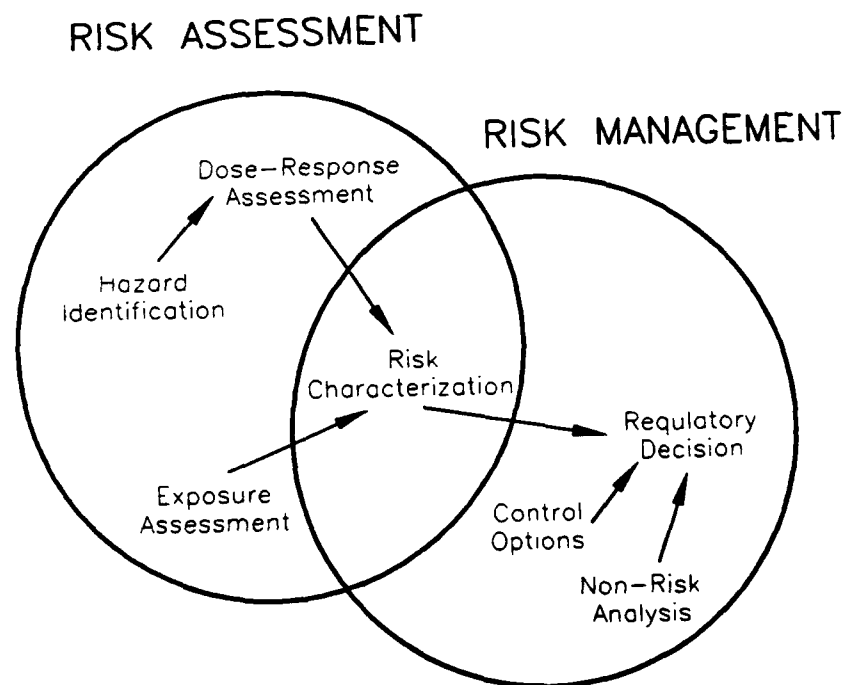 RISK ASSESSMENT
RISK MANAGEMENT
Dose-Response
Assessment
Hazard
Identification
Risk
Characterization
Exposure
Assessment
Requlatory
Decision
Control
Options
Non-Risk
Analysis